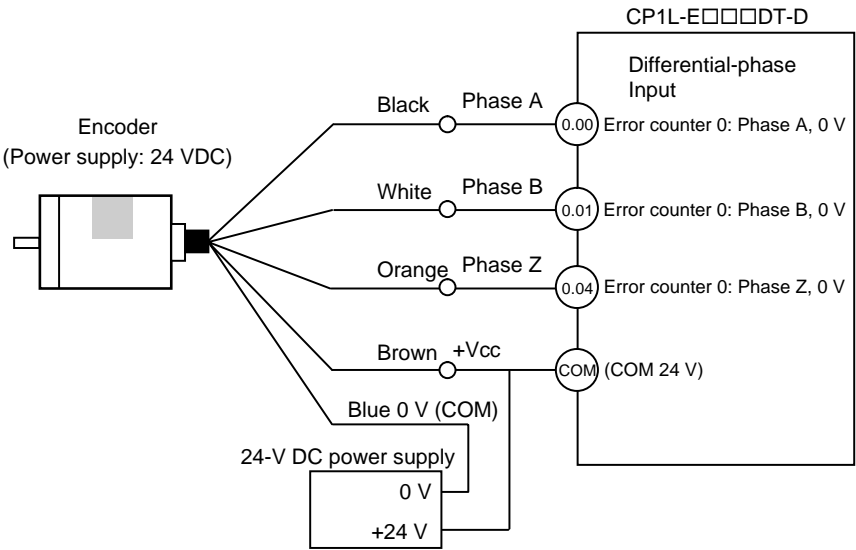 CP1L-E□□□DT-D
Differential-phase
Input
Encoder
(Power supply: 24 VDC)
Black Phase A 0.00 Error counter 0: Phase A, 0 V
White Phase B 0.01 Error counter 0: Phase B, 0 V
Orange Phase Z 0.04 Error counter 0: Phase Z, 0 V
Brown +Vcc COM (COM 24 V)
Blue 0 V (COM)
24-V DC power supply
0 V
+24 V